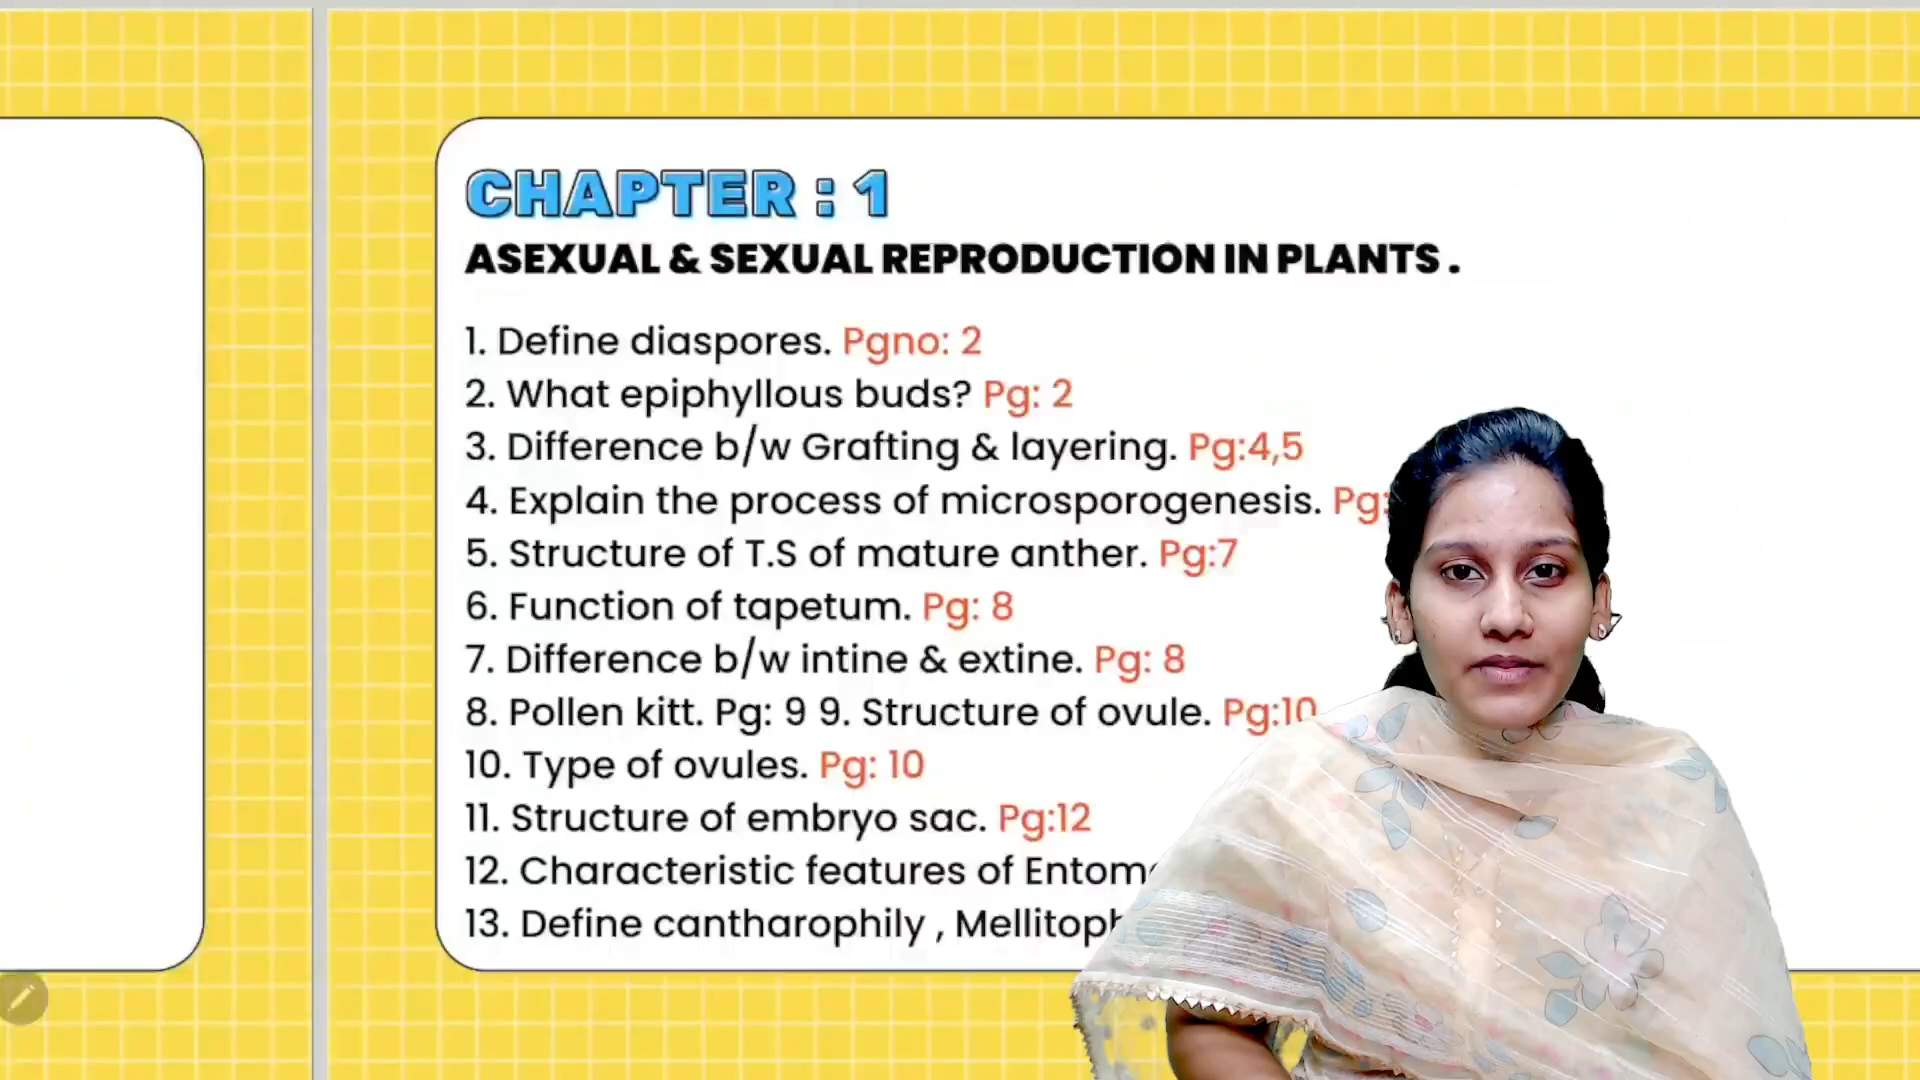 CHAPTER : 1
ASEXUAL & SEXUAL REPRODUCTION IN PLANTS .
1. Define diaspores. Pgno: 2
2. What epiphyllous buds? Pg: 2
3. Difference b/w Grafting & layering. Pg:4,5
4. Explain the process of microsporogenesis. Pg:
5. Structure of T.S of mature anther. Pg:7
6. Function of tapetum. Pg: 8
7. Difference b/w intine & extine. Pg: 8
8. Pollen kitt. Pg: 9 9. Structure of ovule. Pg:10
10. Type of ovules. Pg: 10
11. Structure of embryo sac. Pg:12
12. Characteristic features of
13. Define cantharophily ,